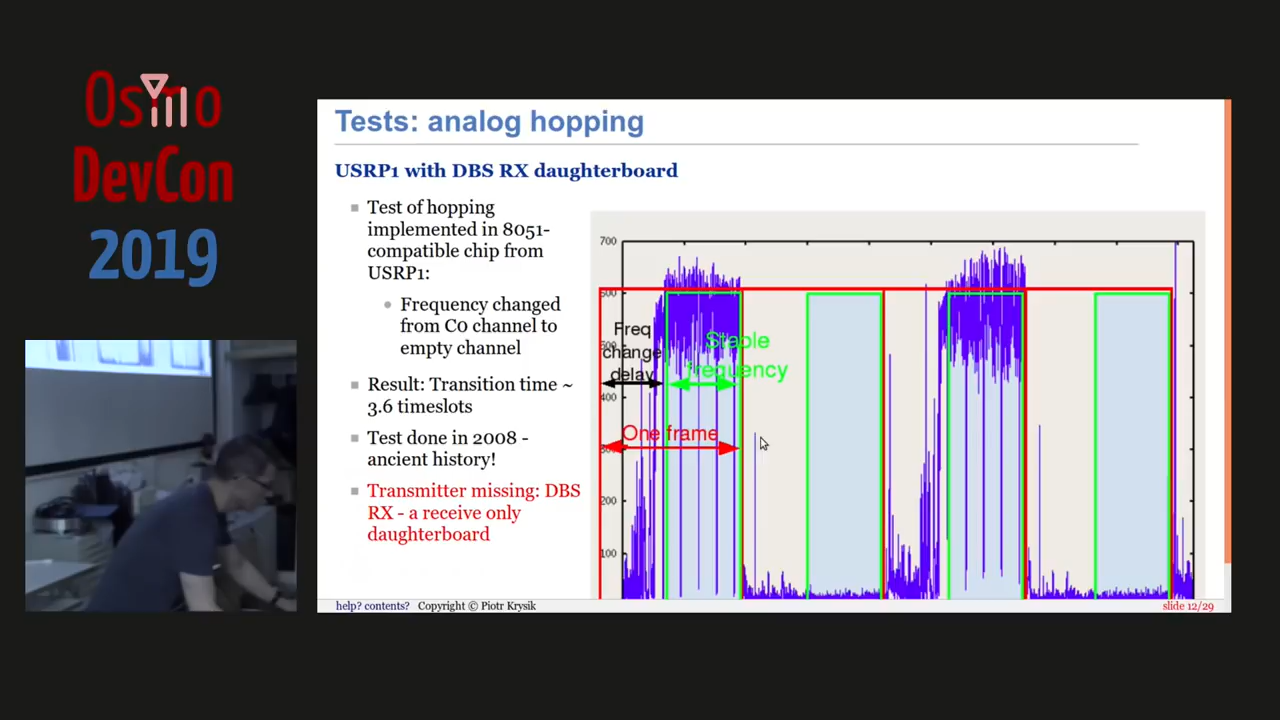 Osmo
DevCon
2019
Tests: analog hopping
USRP1 with DBS RX daughterboard
Test of hopping
implemented in 8051-
compatible chip from
USRP1:
Frequency changed
from C0 channel to
empty channel
Result: Transition time ~
3.6 timeslots
Test done in 2008 -
ancient history!
Transmitter missing: DBS
RX - a receive only
daughterboard
700
600
500
400
300
200
100
Freq
change
delay
Stable
frequency
One frame
help? contents? Copyright © Piotr Krysik
slide 12/29